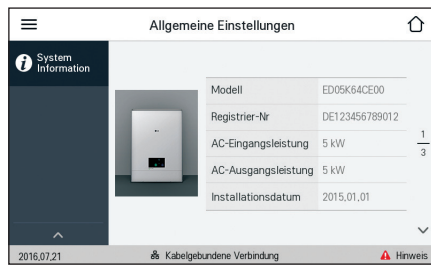 Allgemeine Einstellungen
System
Information
Modell ED05K64CE00
Registrier-Nr DE123456789012
AC-Eingangsleistung 5 kW
AC-Ausgangsleistung 5 kW
Installationsdatum 2015,01,01
1
3
2016,07,21 Kabelgebundene Verbindung Hinweis